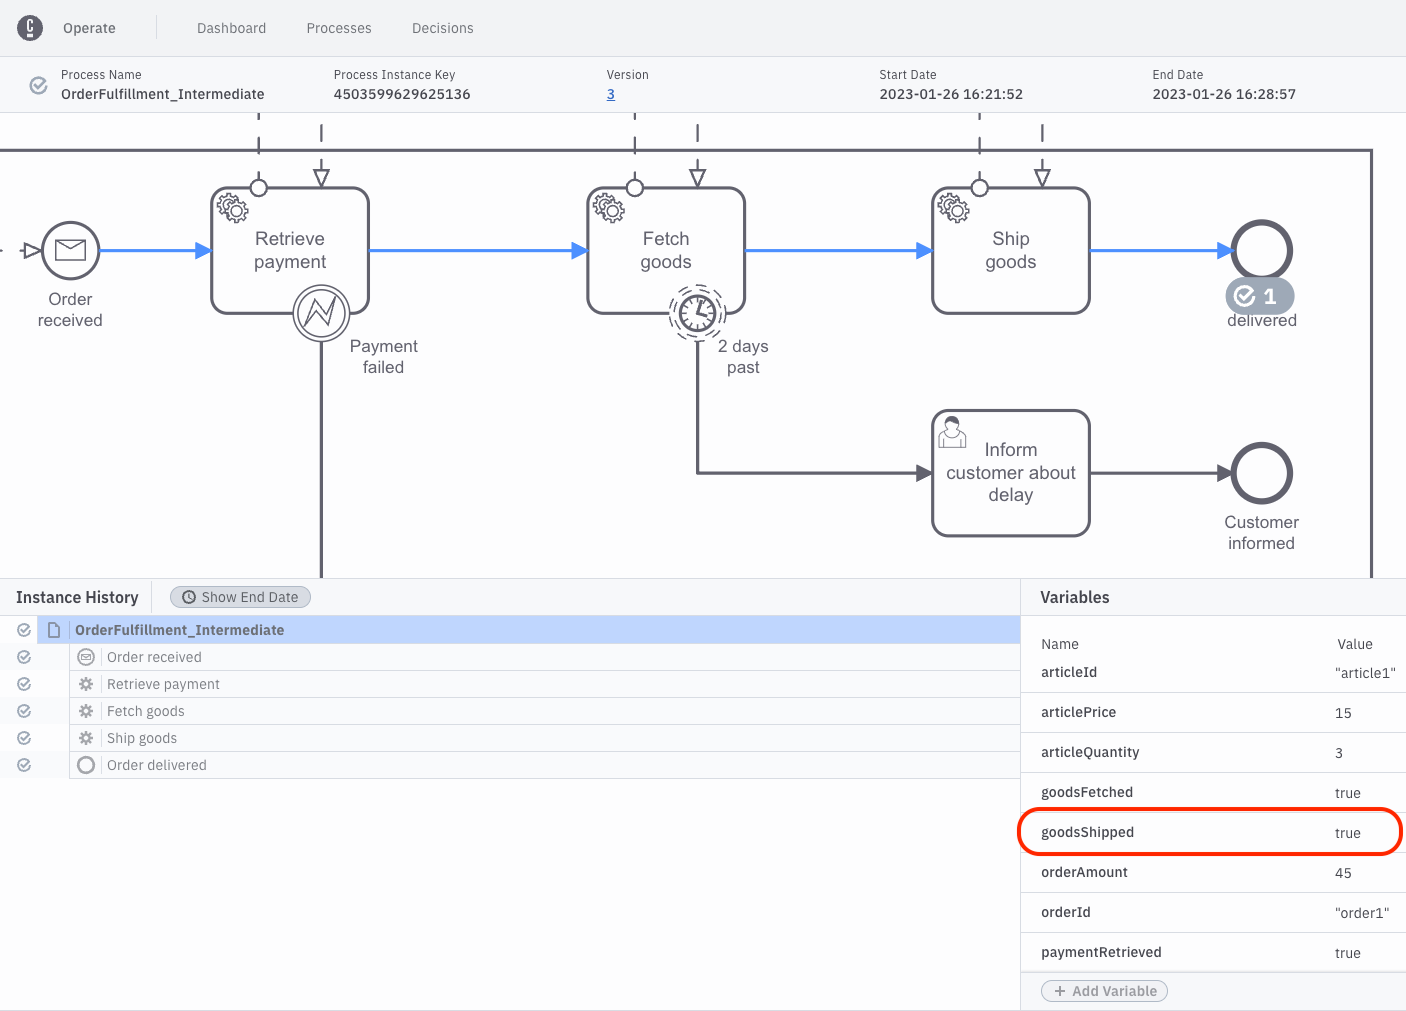 Operate
Dashboard
Processes
Decisions
Process Name
OrderFulfillment_Intermediate
Process Instance Key
4503599629625136
Version
3
Start Date
2023-01-26 16:21:52
End Date
2023-01-26 16:28:57
Order
received
Retrieve
payment
Payment
failed
Fetch
goods
2 days
past
Ship
goods
1
delivered
Inform
customer about
delay
Customer
informed
Instance History
Show End Date
OrderFulfillment_Intermediate
Order received
Retrieve payment
Fetch goods
Ship goods
Order delivered
Variables
Name Value
articleId "article1"
articlePrice 15
articleQuantity 3
goodsFetched true
goodsShipped true
orderAmount 45
orderId "order1"
paymentRetrieved true
+ Add Variable